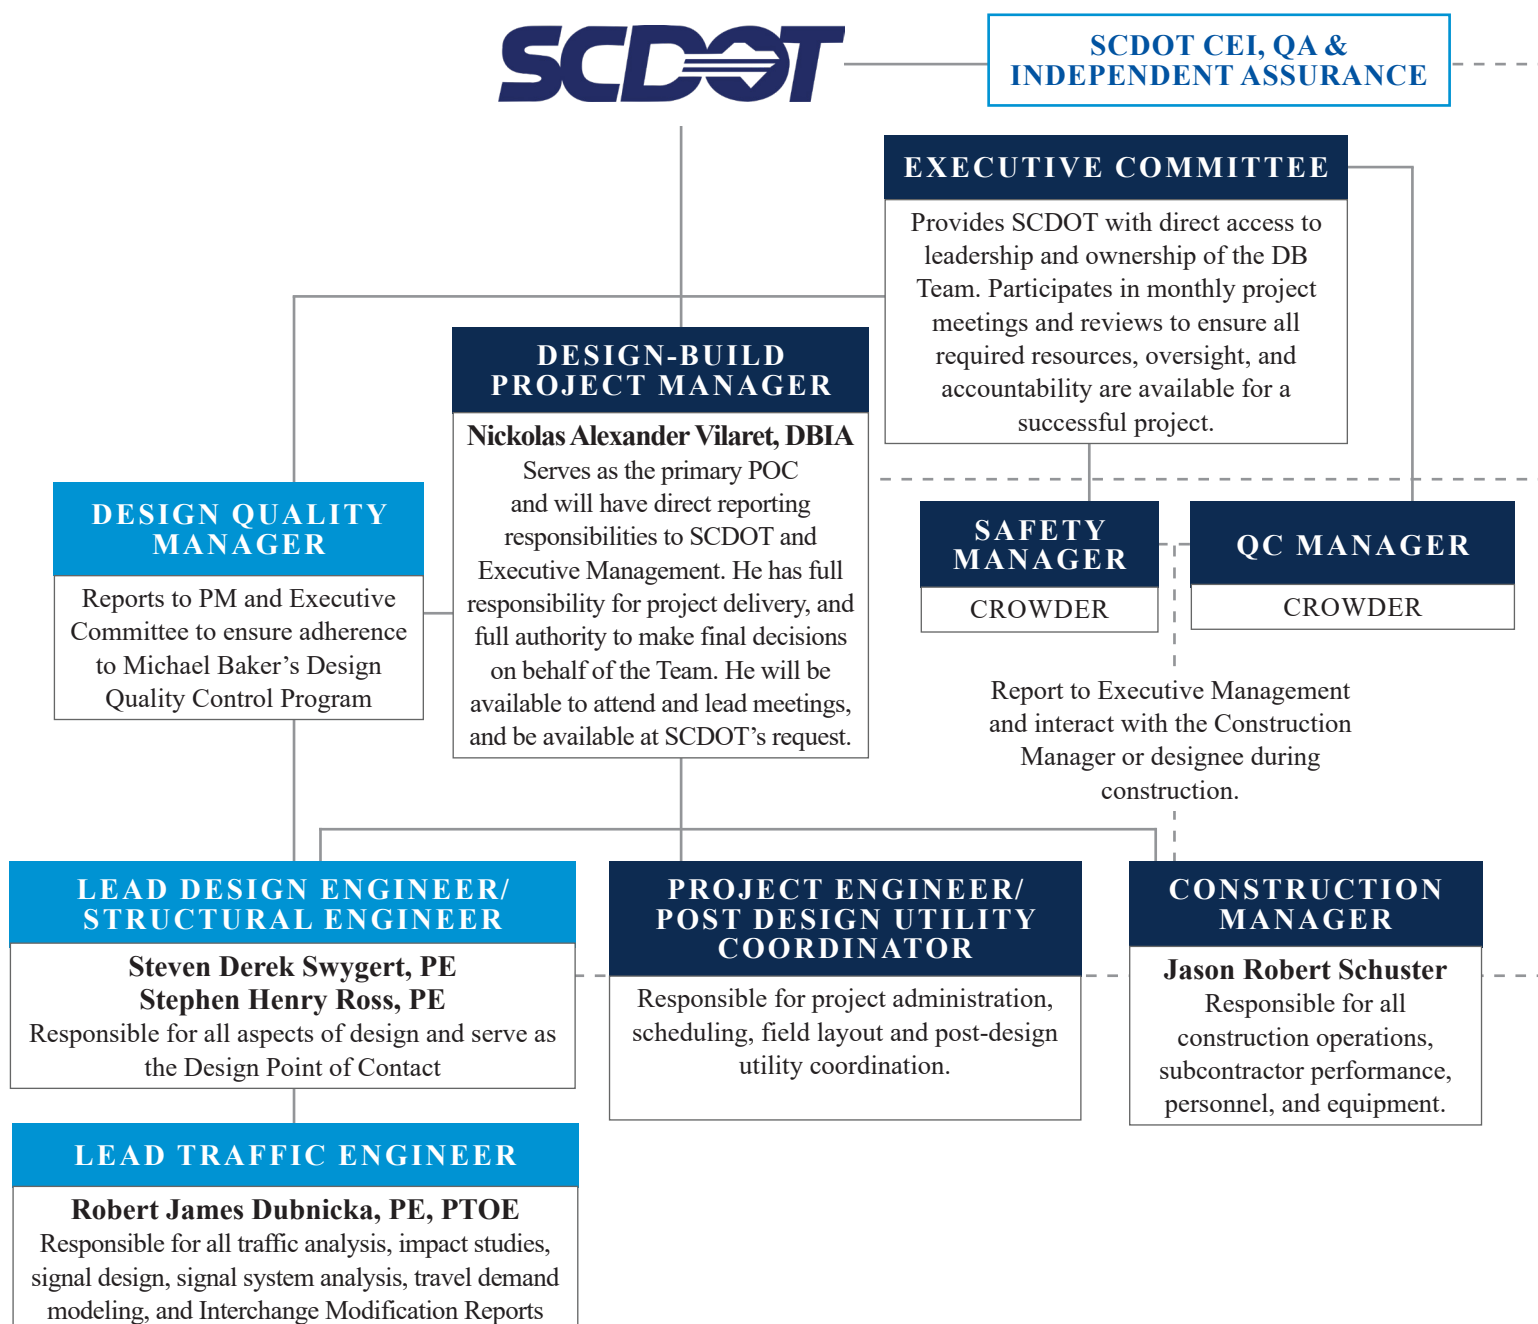 SCDOT
SCDOT CEI, QA &
INDEPENDENT ASSURANCE
EXECUTIVE COMMITTEE
Provides SCDOT with direct access to
leadership and ownership of the DB
Team. Participates in monthly project
meetings and reviews to ensure all
required resources, oversight, and
accountability are available for a
successful project.
DESIGN-BUILD
PROJECT MANAGER
Nickolas Alexander Vilaret, DBIA
Serves as the primary POC
and will have direct reporting
responsibilities to SCDOT and
Executive Management. He has full
responsibility for project delivery, and
full authority to make final decisions
on behalf of the Team. He will be
available to attend and lead meetings,
and be available at SCDOT's request.
DESIGN QUALITY
MANAGER
Reports to PM and Executive
Committee to ensure adherence
to Michael Baker's Design
Quality Control Program
SAFETY
MANAGER
CROWDER
QC MANAGER
CROWDER
Report to Executive Management
and interact with the Construction
Manager or designee during
construction.
LEAD DESIGN ENGINEER/
STRUCTURAL ENGINEER
Steven Derek Swygert, PE
Stephen Henry Ross, PE
Responsible for all aspects of design and serve as
the Design Point of Contact
PROJECT ENGINEER/
POST DESIGN UTILITY
COORDINATOR
Responsible for project administration,
scheduling, field layout and post-design
utility coordination.
CONSTRUCTION
MANAGER
Jason Robert Schuster
Responsible for all
construction operations,
subcontractor performance,
personnel, and equipment.
LEAD TRAFFIC ENGINEER
Robert James Dubnicka, PE, PTOE
Responsible for all traffic analysis, impact studies,
signal design, signal system analysis, travel demand
modeling, and Interchange Modification Reports